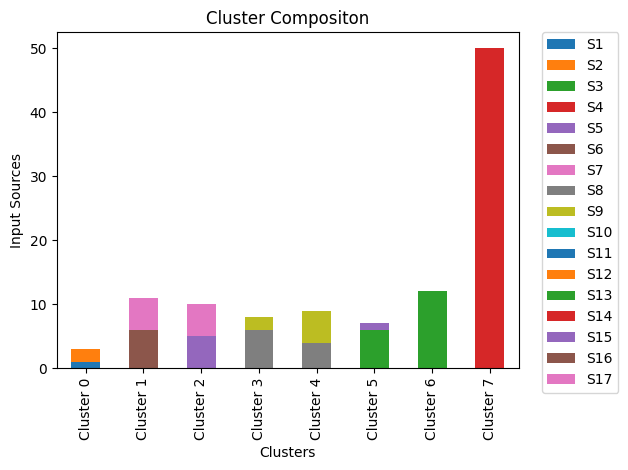 Cluster Compositon
50
40
30
20
10
0
Input Sources
Cluster 0
Cluster 1
Cluster 2
Cluster 3
Cluster 4
Cluster 5
Cluster 6
Cluster 7
Clusters
S1
S2
S3
S4
S5
S6
S7
S8
S9
S10
S11
S12
S13
S14
S15
S16
S17